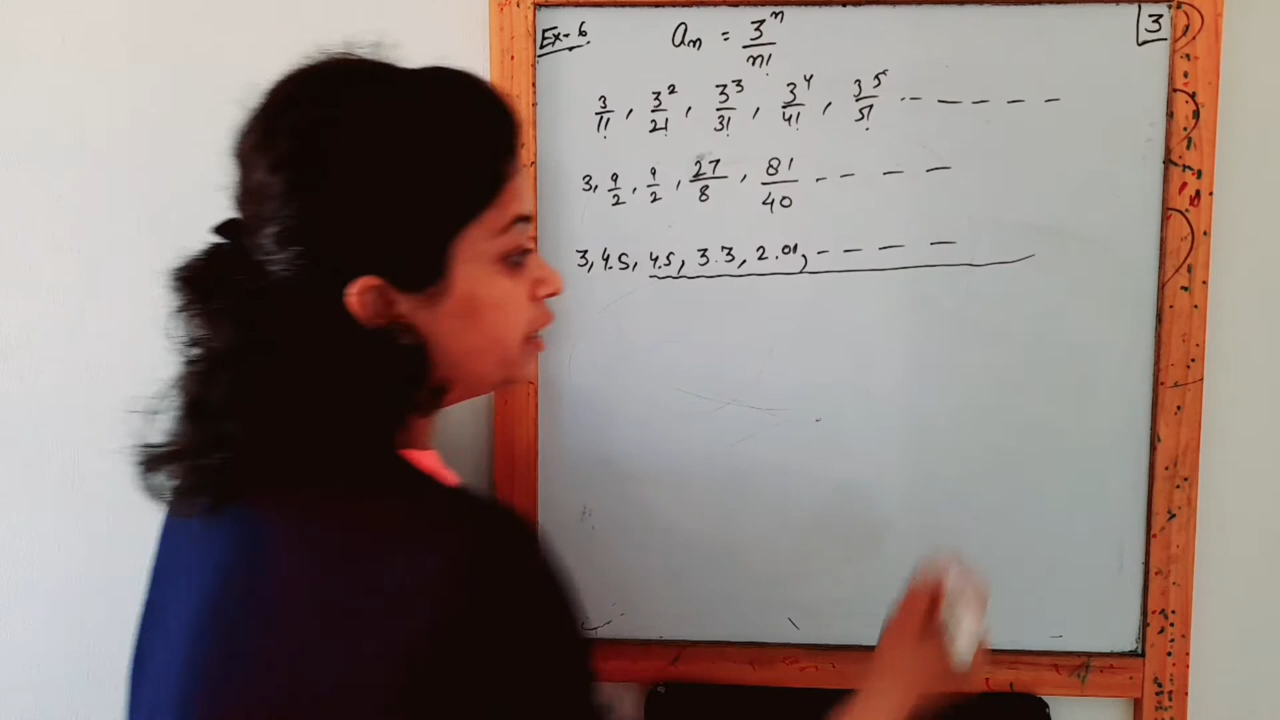 Ex-6 aₙ = 3ⁿ/n! 3
3/1!, 3²/2!, 3³/3!, 3⁴/4!, 3⁵/5! -- - - - -
3, 9/2, 9/2, 27/8, 81/40 - - - -
3, 4.5, 4.5, 3.3, 2.01, - - - -